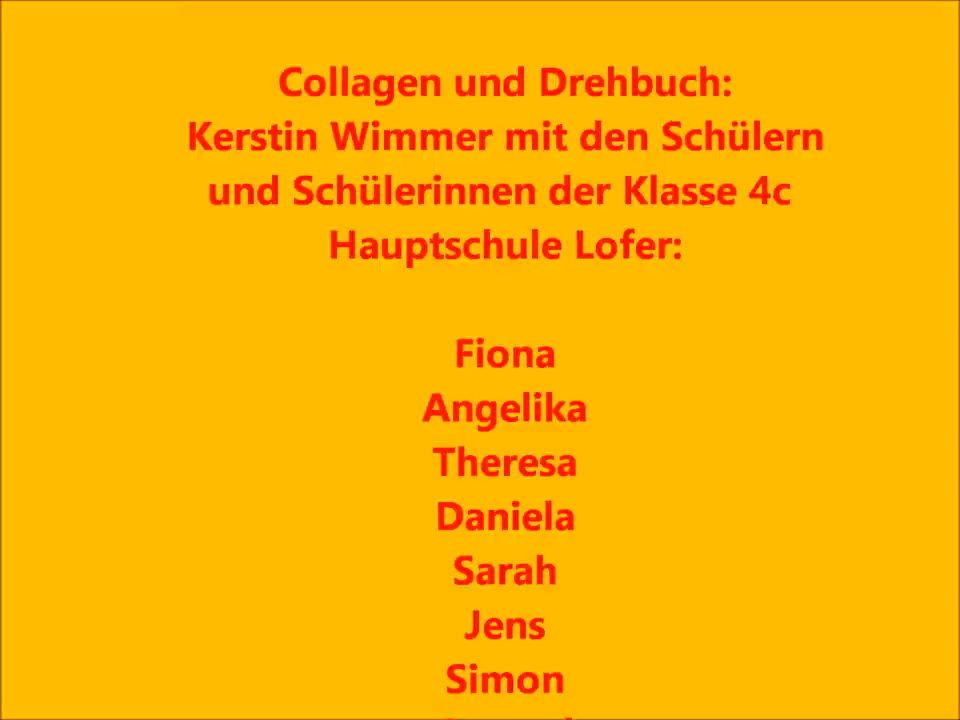 Collagen und Drehbuch:
Kerstin Wimmer mit den Schülern
und Schülerinnen der Klasse 4c
Hauptschule Lofer:
Fiona
Angelika
Theresa
Daniela
Sarah
Jens
Simon